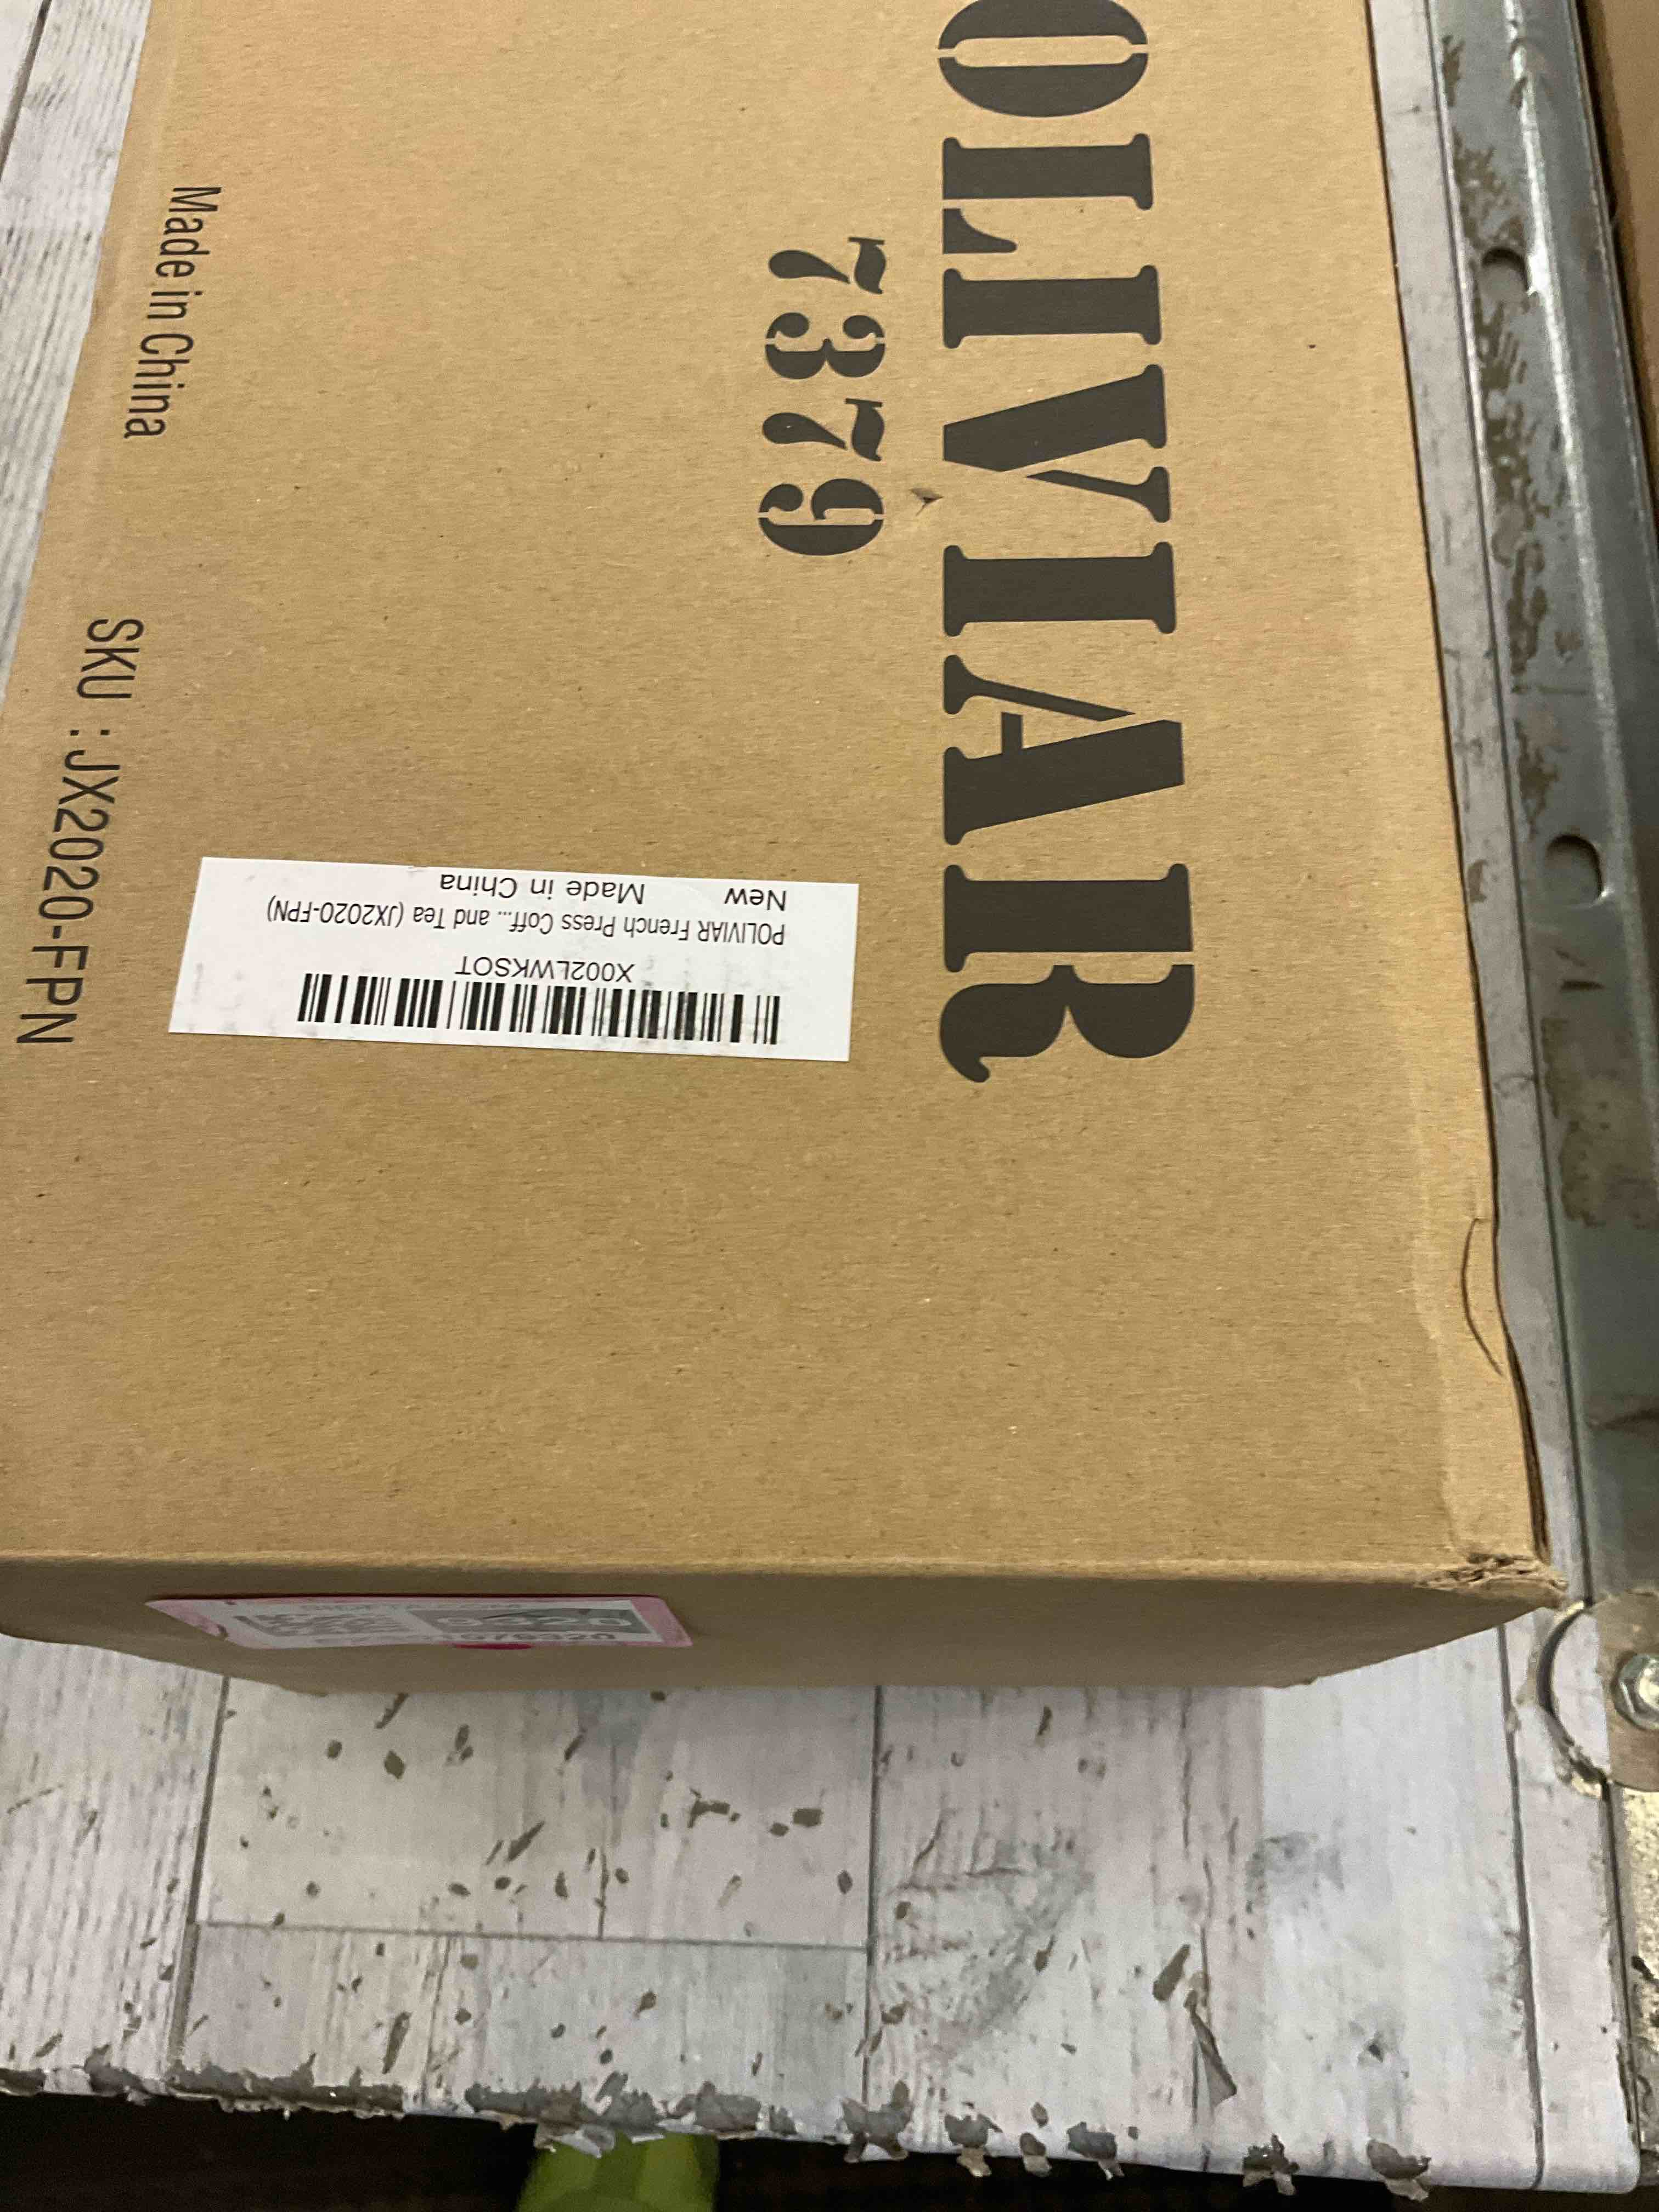 OLIVIAR
7379
Made in China SKU : JX2020-FPN
X002LWKSOT
POLIVIAR French Press Coff... and Tea (JX2020-FPN)
New Made in China